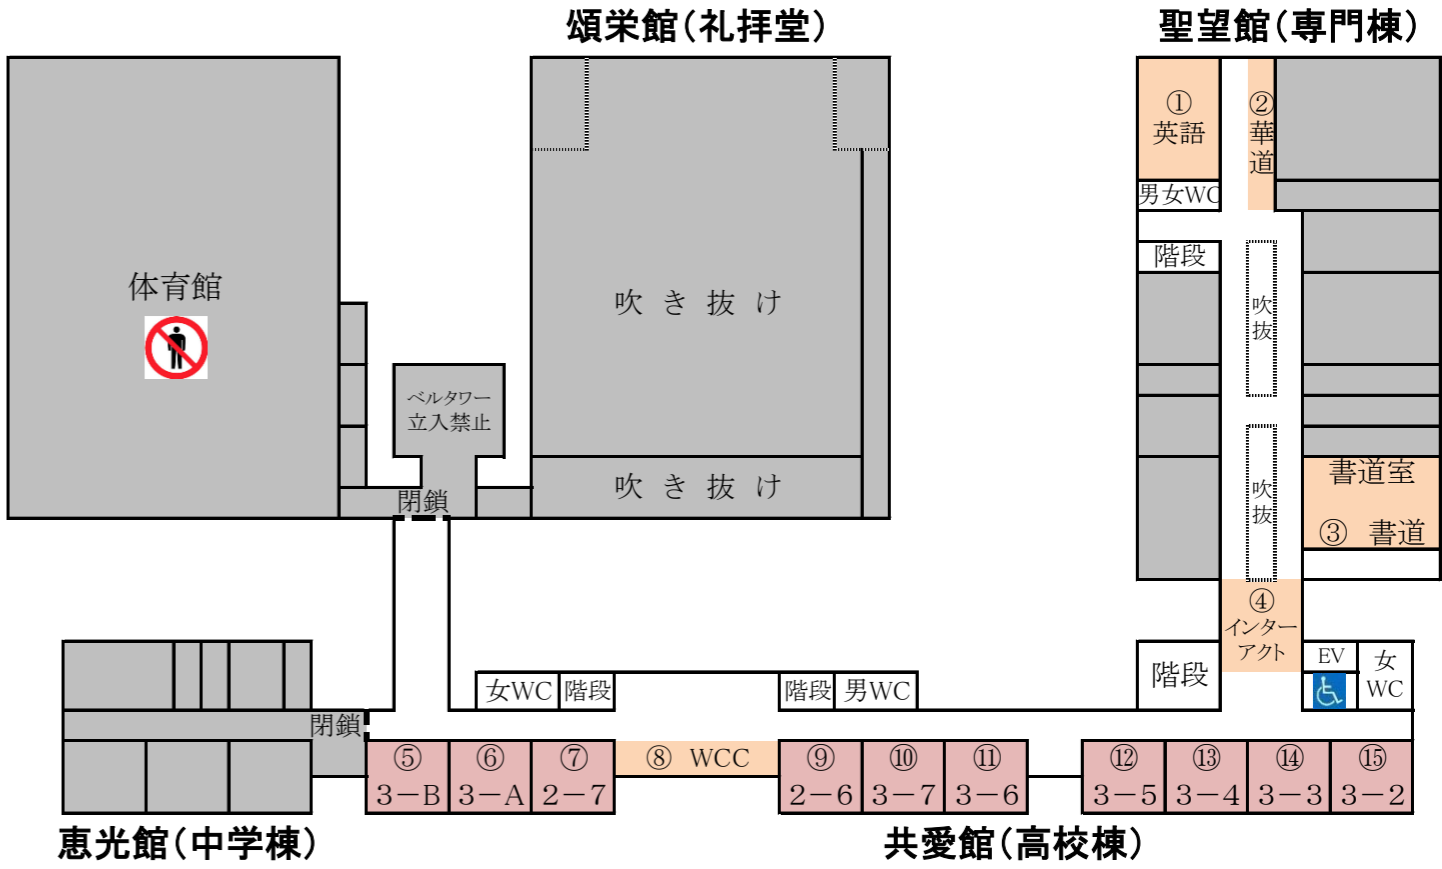 頌栄館（礼拝堂）
聖望館（専門棟）
①
英語
②
華
道
男女WC
階段
体育館
吹 き 抜 け
吹
抜
ベルタワー
立入禁止
閉鎖
吹 き 抜 け
吹
抜
書道室
③ 書道
④
インター
アクト
階段
EV
女
WC
女WC
階段
階段
男WC
閉鎖
⑤
３－B
⑥
３－A
⑦
２－７
⑧ WCC
⑨
２－６
⑩
３－７
⑪
３－６
⑫
３－５
⑬
３－４
⑭
３－３
⑮
３－２
恵光館（中学棟）
共愛館（高校棟）